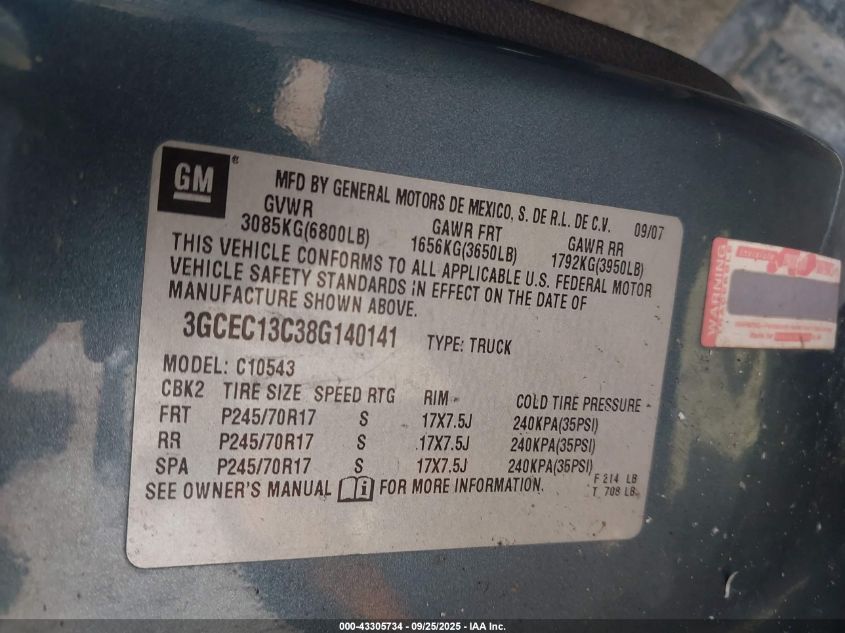 GM
MFD BY GENERAL MOTORS DE MEXICO, S. DE R.L. DE C.V. 09/07
GVWR GAWR FRT GAWR RR
3085KG(6800LB) 1656KG(3650LB) 1792KG(3950LB)
THIS VEHICLE CONFORMS TO ALL APPLICABLE U.S. FEDERAL MOTOR
VEHICLE SAFETY STANDARDS IN EFFECT ON THE DATE OF
MANUFACTURE SHOWN ABOVE.
3GCEC13C38G140141 TYPE: TRUCK
MODEL: C10543
CBK2 TIRE SIZE SPEED RTG RIM COLD TIRE PRESSURE
FRT P245/70R17 S 17X7.5J 240KPA(35PSI)
RR P245/70R17 S 17X7.5J 240KPA(35PSI)
SPA P245/70R17 S 17X7.5J 240KPA(35PSI)
SEE OWNER'S MANUAL FOR MORE INFORMATION.
F 214 LB
T 708 LB
WARNING
000-43305734 - 09/25/2025 - IAA Inc.